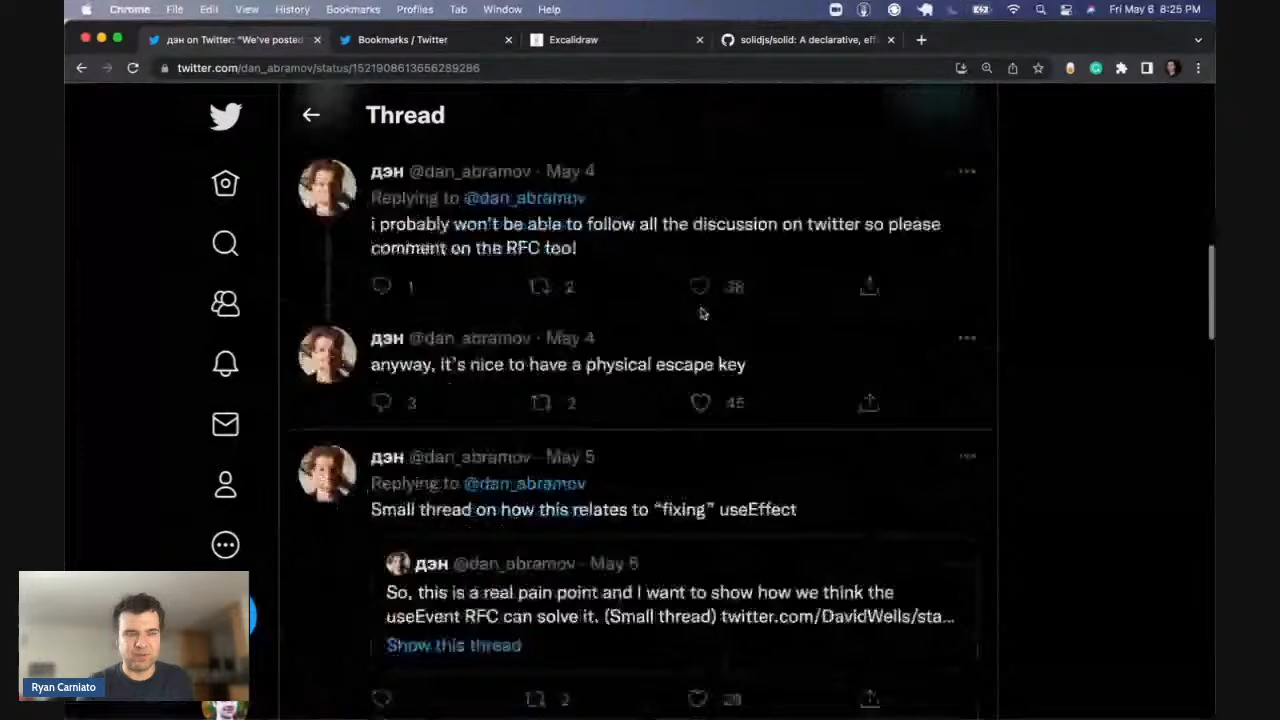 Chrome File Edit View History Bookmarks Profiles Tab Window Help Fri May 6 8:25 PM
дэн on Twitter: "We've posted Bookmarks / Twitter Excalidraw solidjs/solid: A declarative, eff
twitter.com/dan_abramov/status/1521908613656289286
Thread
дэн @dan_abramov · May 4
Replying to @dan_abramov
i probably won't be able to follow all the discussion on twitter so please
comment on the RFC too!
1 2 38
дэн @dan_abramov · May 4
anyway, it's nice to have a physical escape key
3 2 45
дэн @dan_abramov · May 5
Replying to @dan_abramov
Small thread on how this relates to "fixing" useEffect
дэн @dan_abramov · May 5
So, this is a real pain point and I want to show how we think the
useEvent RFC can solve it. (Small thread) twitter.com/DavidWells/sta...
Show this thread
2
Ryan Carniato